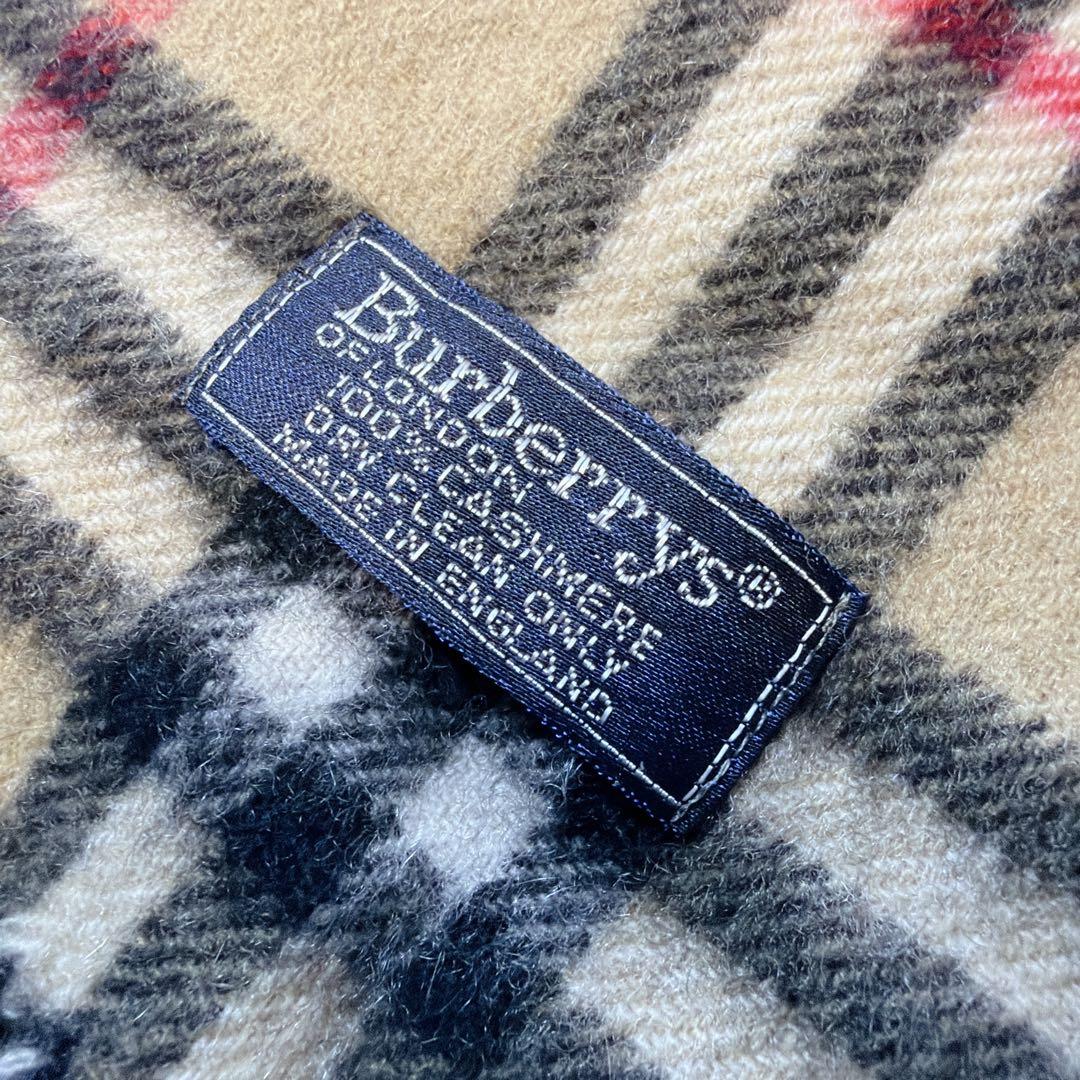 Burberrys®
OF LONDON
100% CASHMERE
DRY CLEAN ONLY
MADE IN ENGLAND